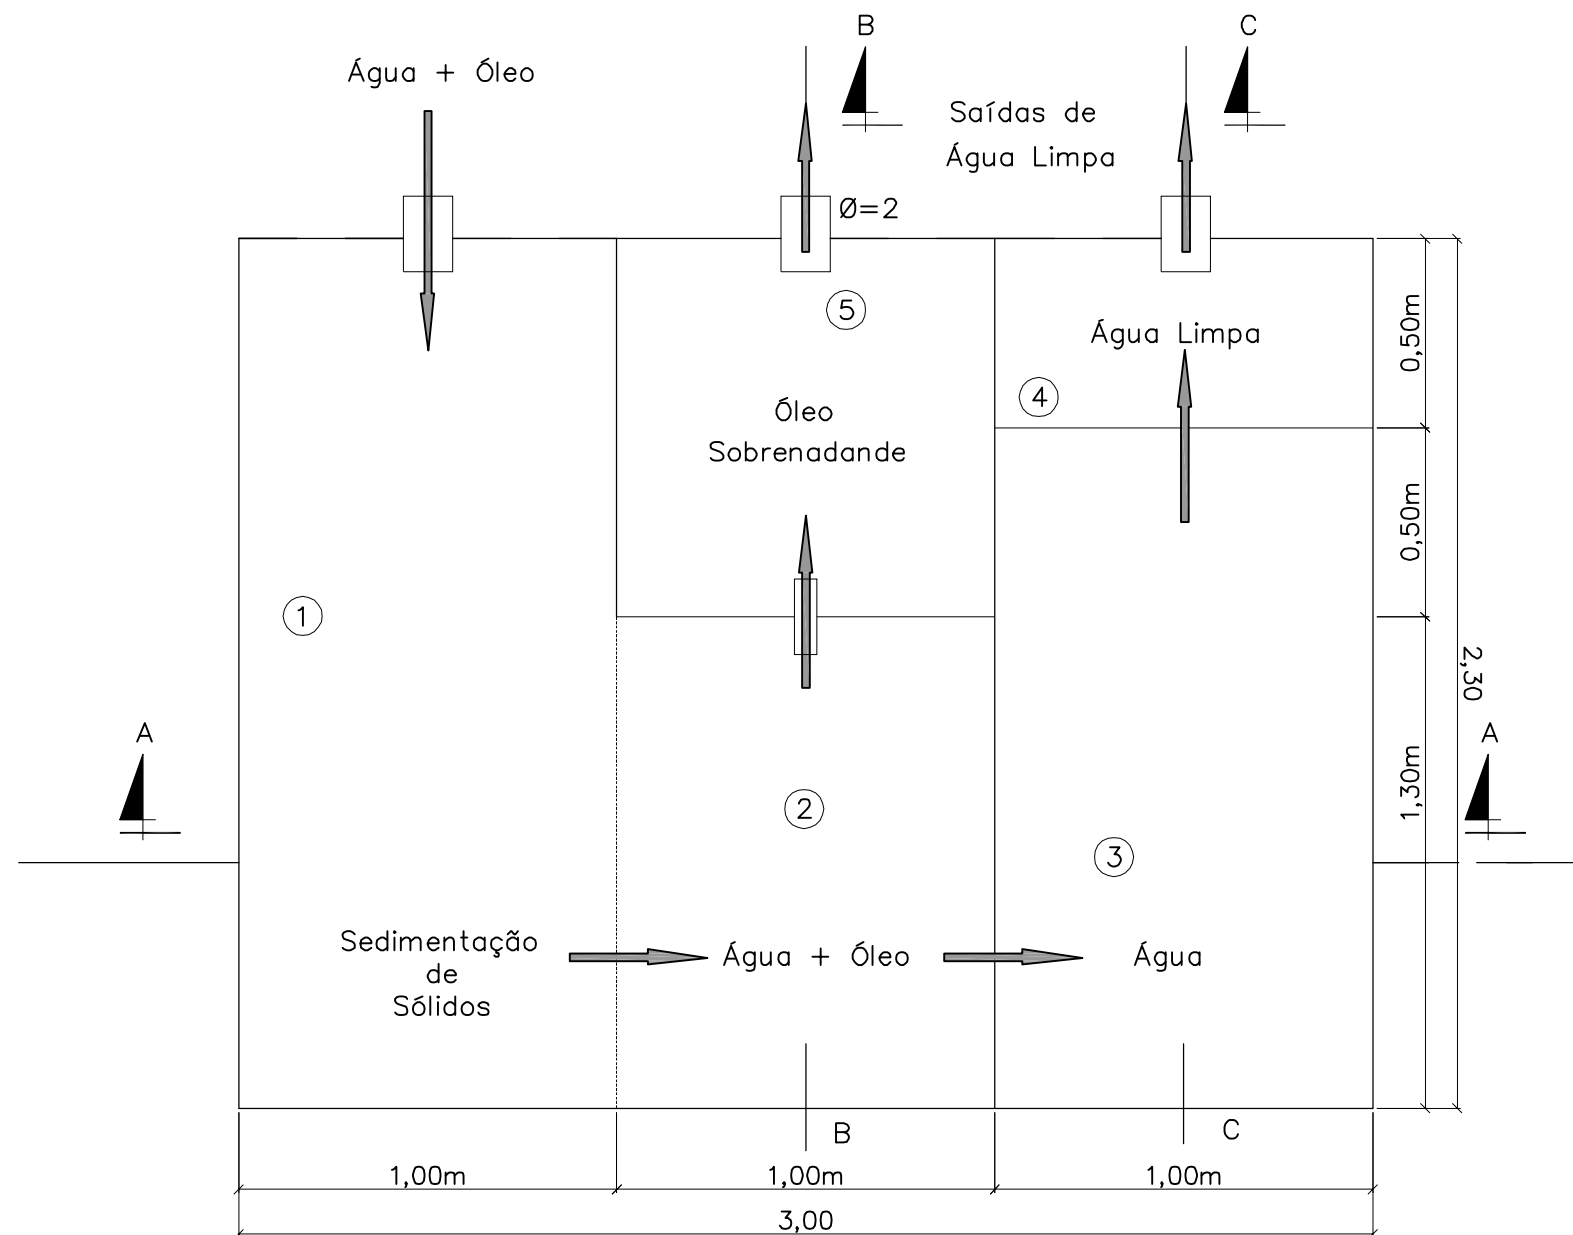 B
C
Água + Óleo
Saídas de
Água Limpa
Ø=2
5
Água Limpa
0,50m
4
Óleo
Sobrenadande
0,50m
1
2,30
A
A
1,30m
2
3
Sedimentação
de
Sólidos
Água + Óleo
Água
B
C
1,00m
1,00m
1,00m
3,00